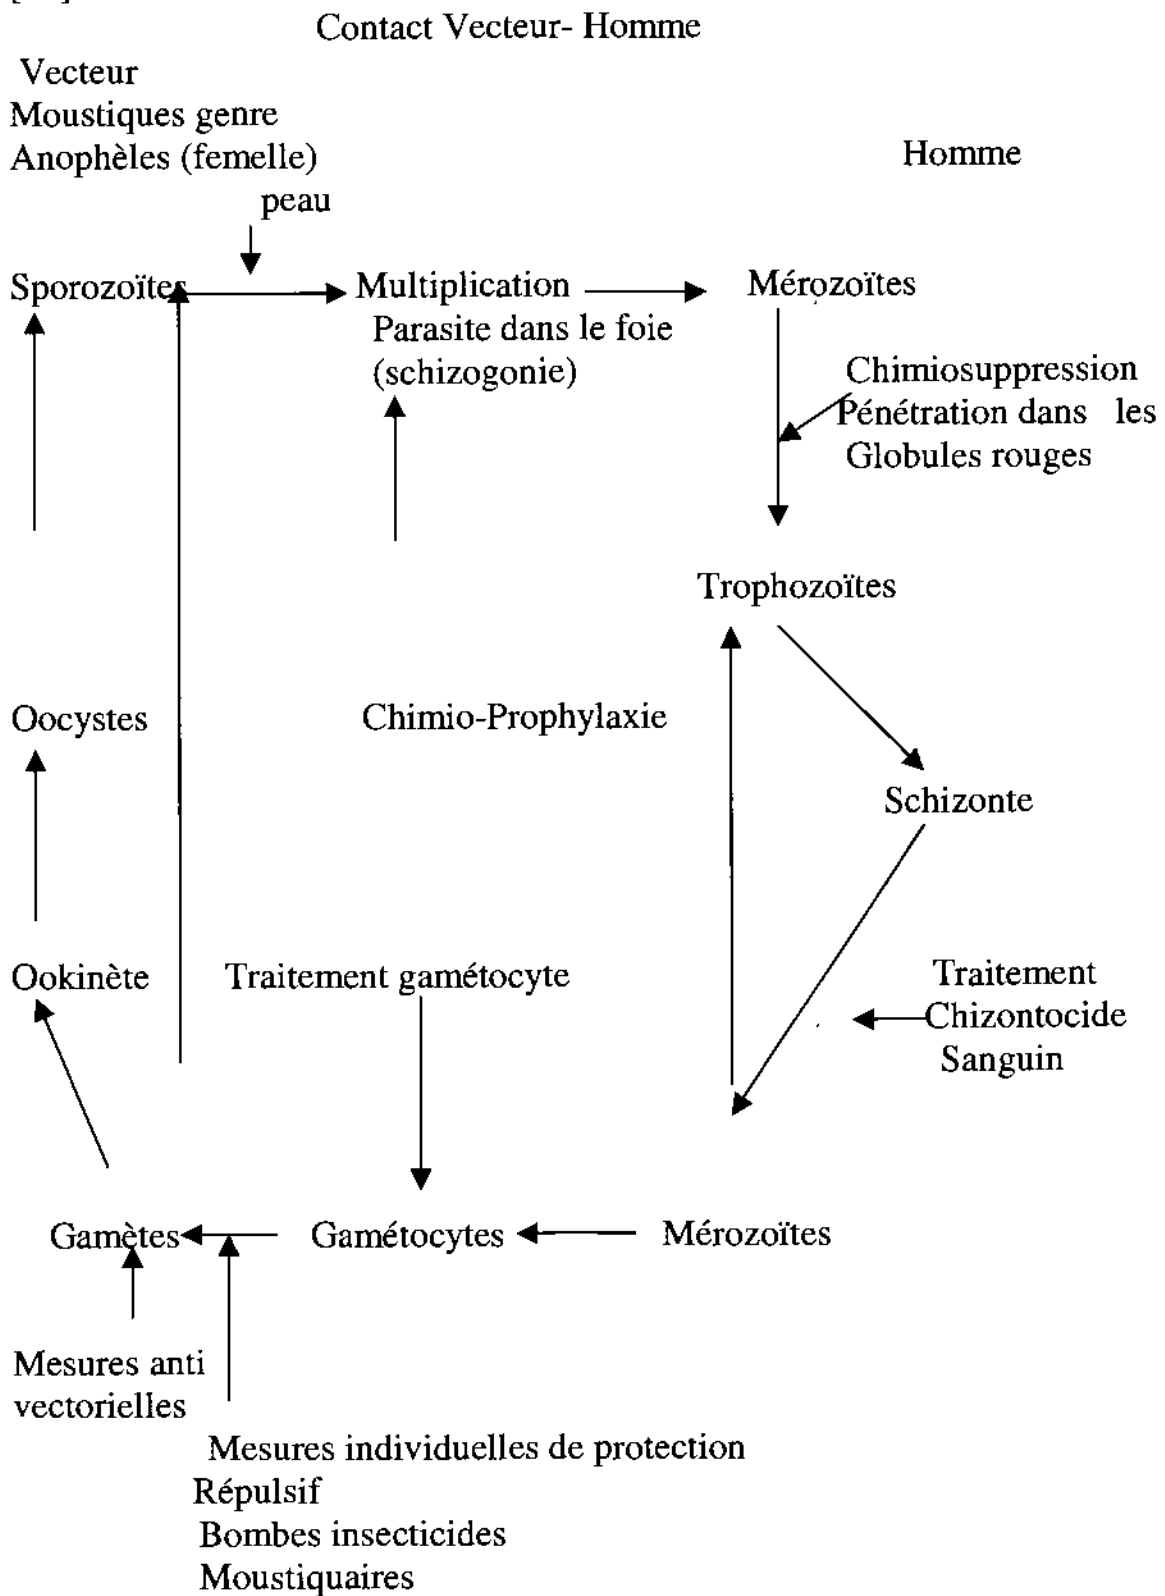 Contact Vecteur- Homme
Vecteur
Moustiques genre
Anophèles (femelle)
Homme
peau
Sporozoïtes
Multiplication
Parasite dans le foie
(schizogonie)
Mérozoïtes
Chimiosuppression
Pénétration dans les
Globules rouges
Trophozoïtes
Oocystes
Chimio-Prophylaxie
Schizonte
Ookinète
Traitement gamétocyte
Traitement
Chizontocide
Sanguin
Gamètes
Gamétocytes
Mérozoïtes
Mesures anti
vectorielles
Mesures individuelles de protection
Répulsif
Bombes insecticides
Moustiquaires